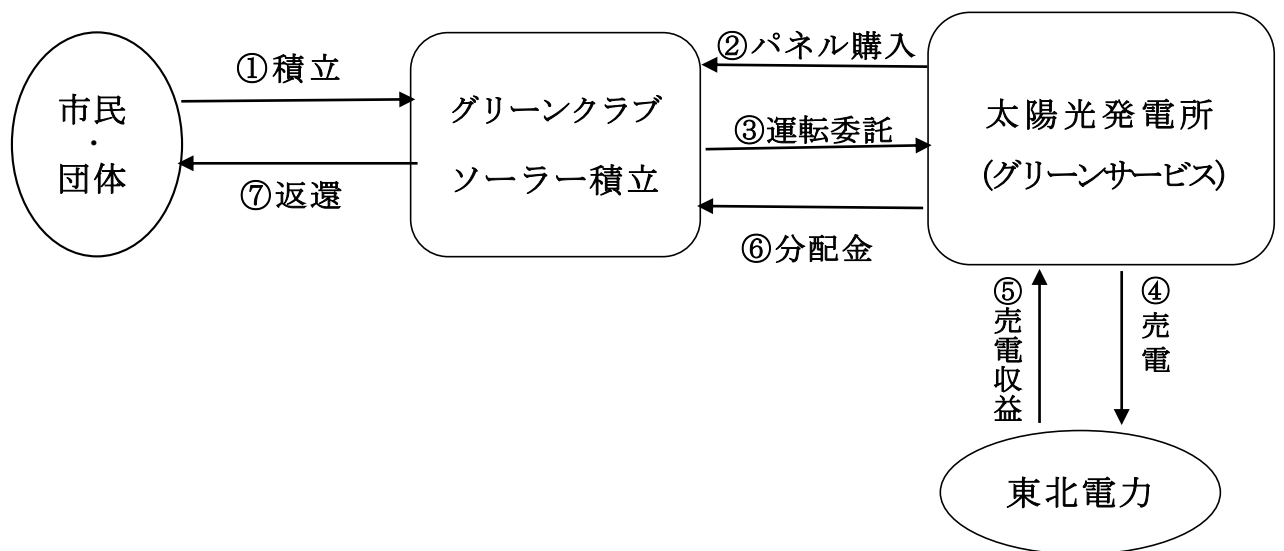 市民
・
団体
①積立
⑦返還
グリーンクラブ
ソーラー積立
②パネル購入
③運転委託
⑥分配金
太陽光発電所
(グリーンサービス)
⑤売電収益
④売電
東北電力